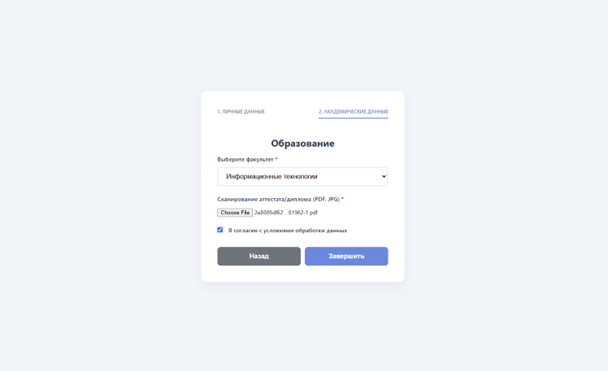 1. ЛИЧНЫЕ ДАННЫЕ
2. АКАДЕМИЧЕСКИЕ ДАННЫЕ
Образование
Выберите факультет *
Информационные технологии
Сканирование аттестата/диплома (PDF, JPG) *
Choose File 2a8085df62...01962-1.pdf
Я согласен с условиями обработки данных
Назад
Завершить